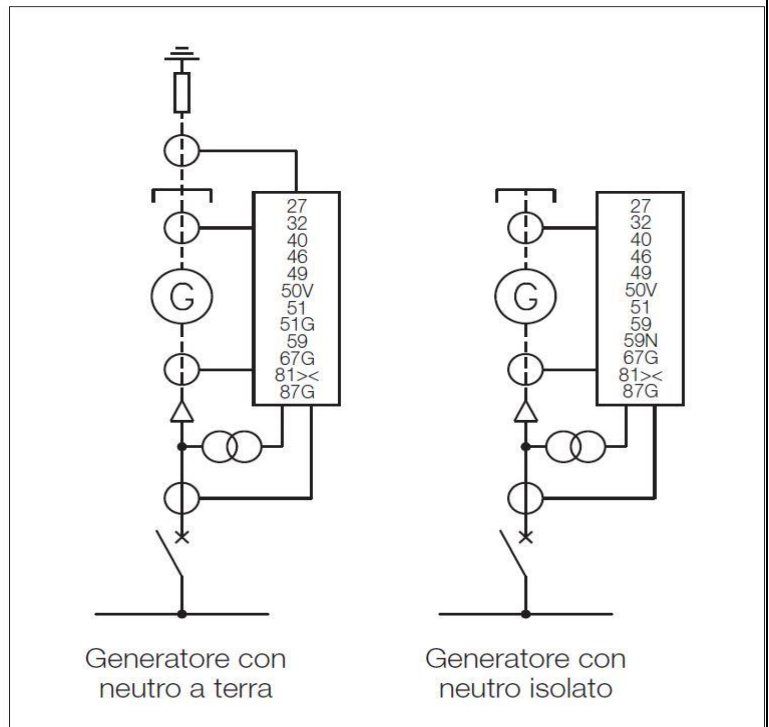 27
32
40
46
49
50V
51
51G
59
67G
81><
87G
G
Generatore con
neutro a terra
27
32
40
46
49
50V
51
59
59N
67G
81><
87G
G
Generatore con
neutro isolato